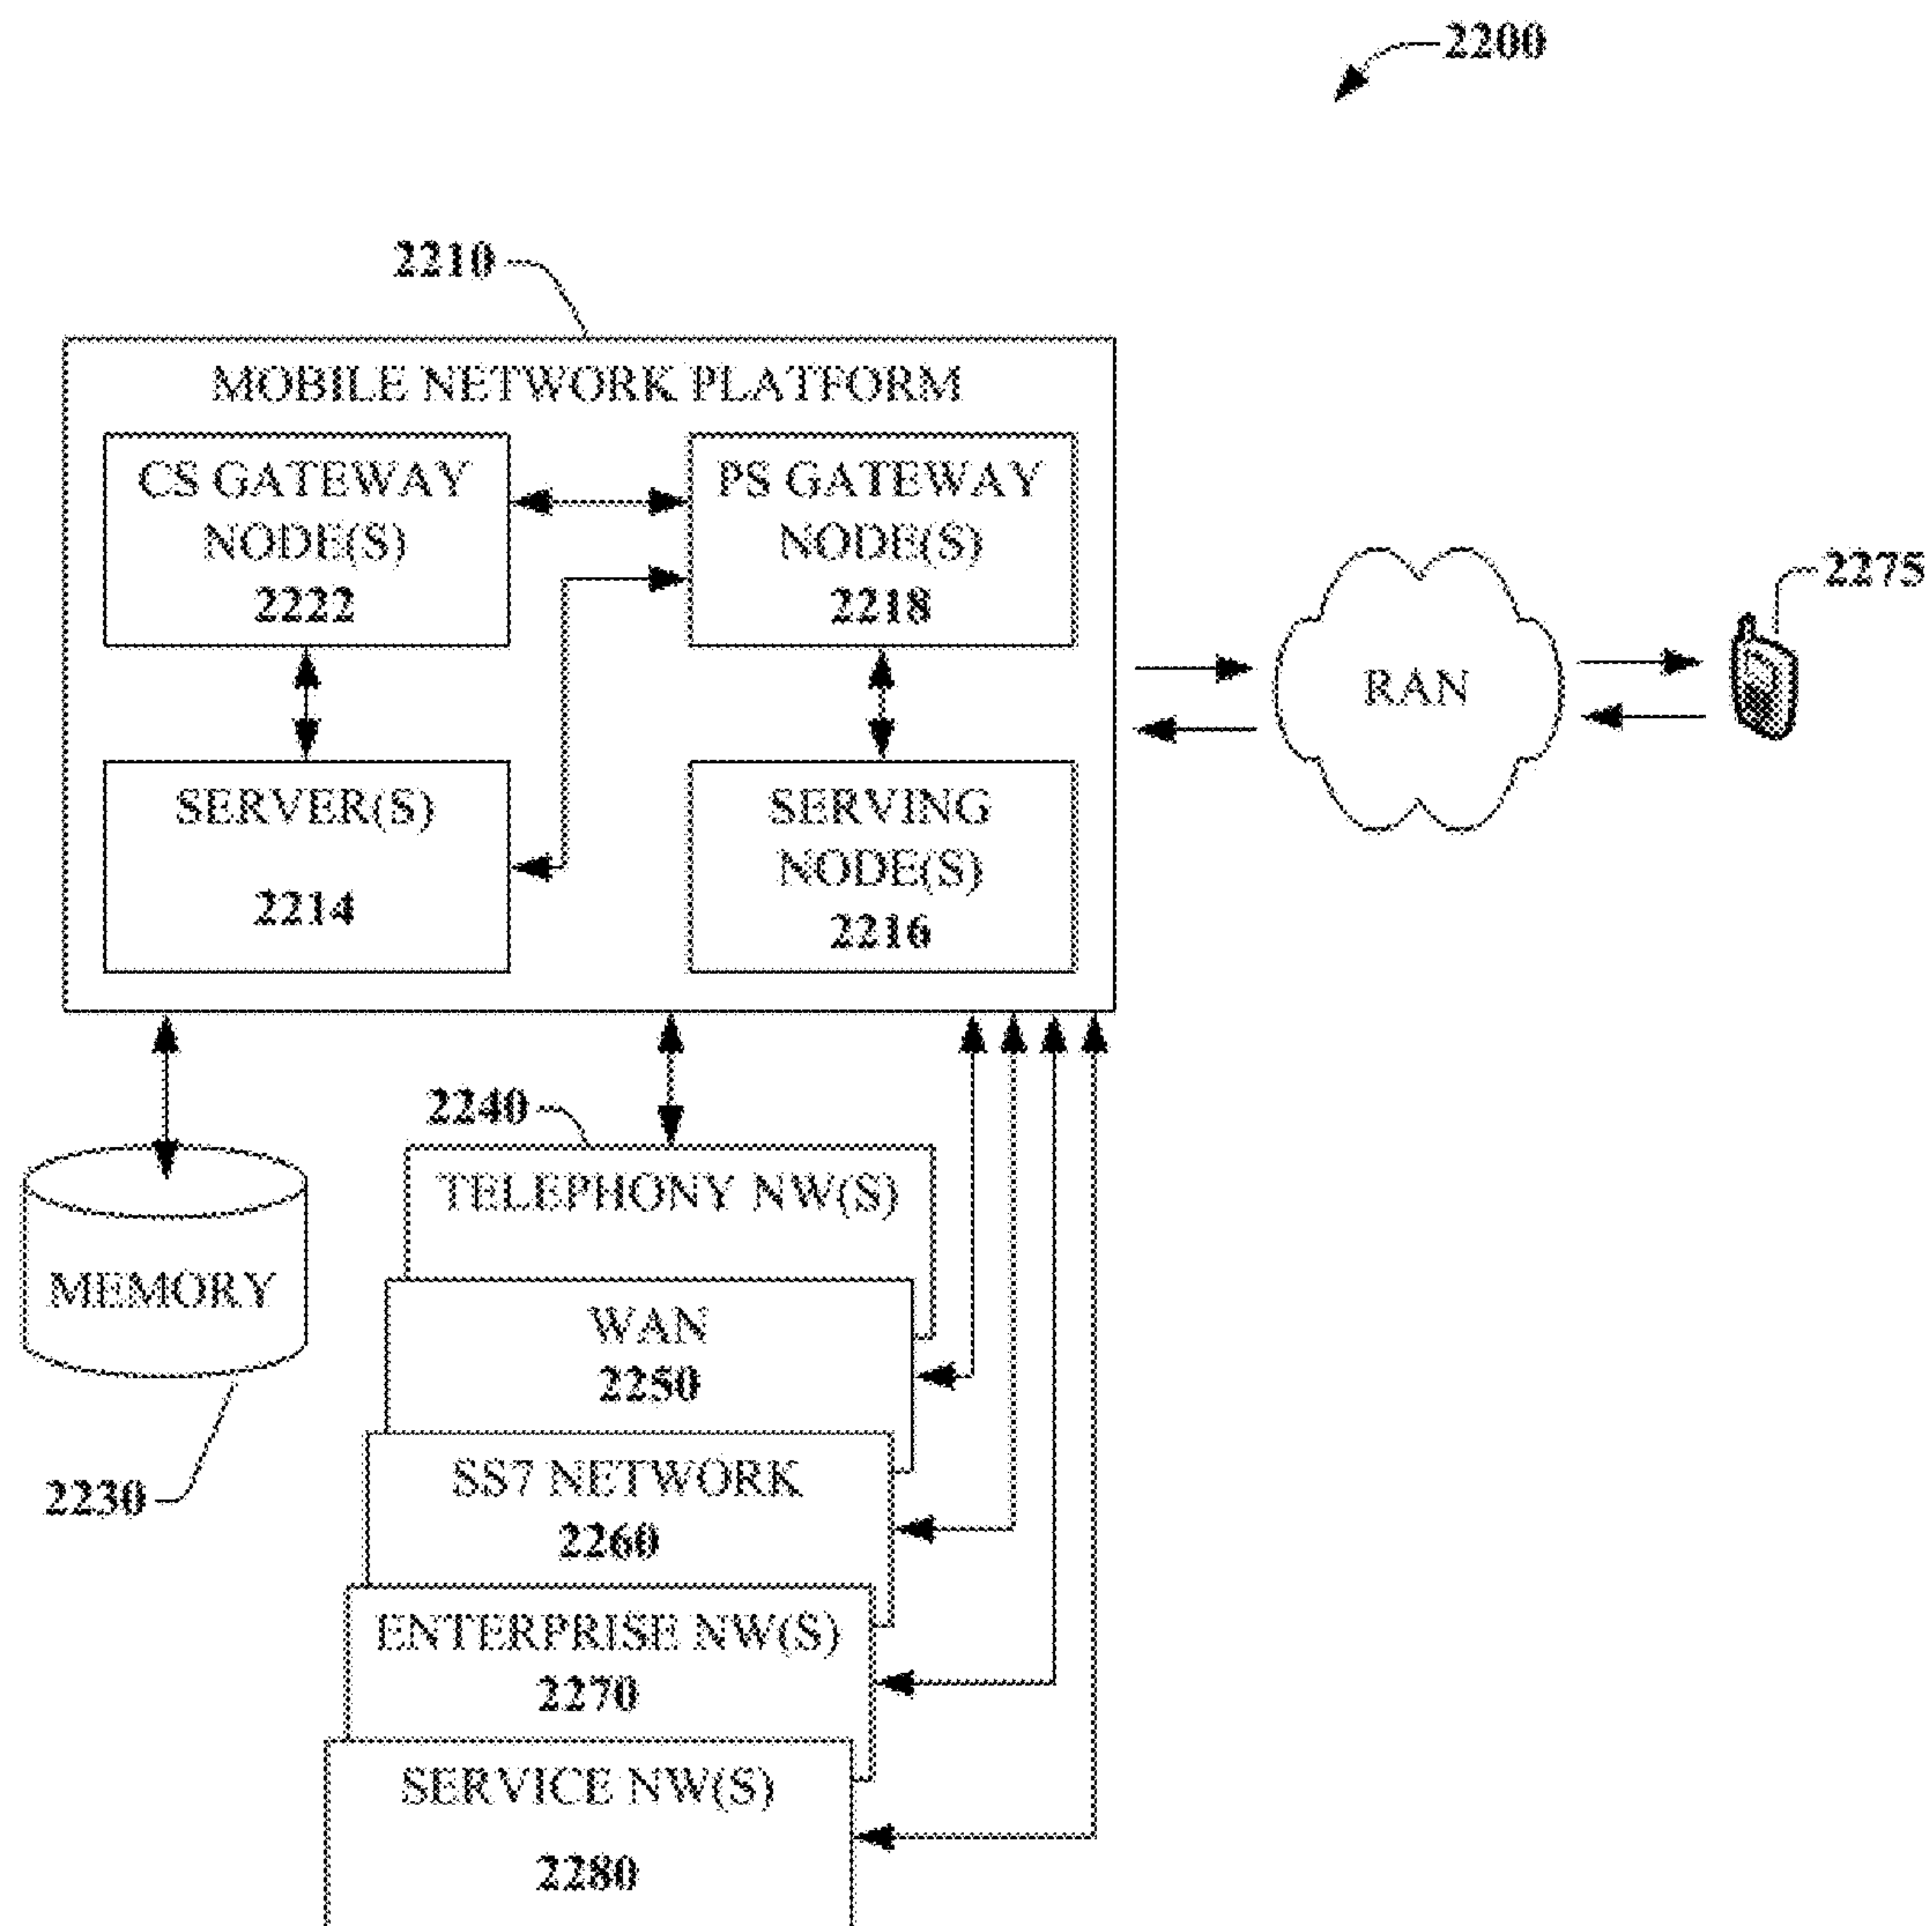 2200
2210
MOBILE NETWORK PLATFORM
CS GATEWAY
NODE(S)
2222
PS GATEWAY
NODE(S)
2218
SERVER(S)
2214
SERVING
NODE(S)
2216
RAN
2275
2240
TELEPHONY NW(S)
MEMORY
2230
WAN
2250
SS7 NETWORK
2260
ENTERPRISE NW(S)
2270
SERVICE NW(S)
2280